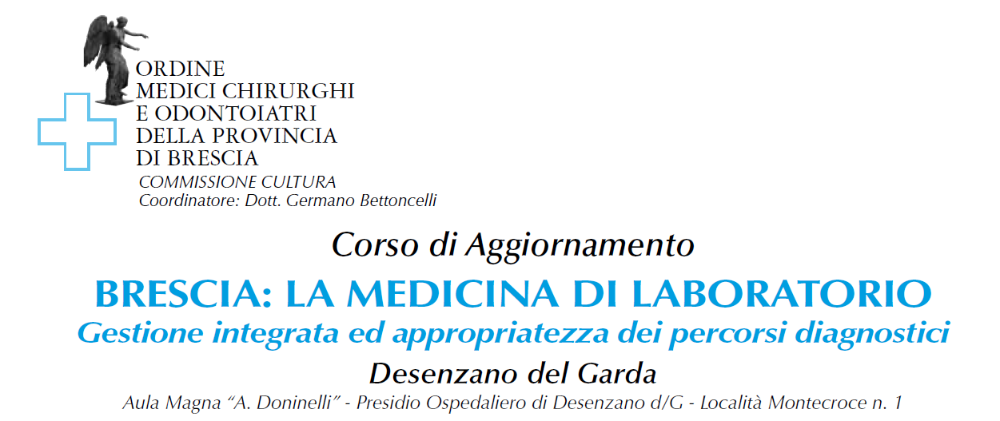 ORDINE
MEDICI CHIRURGHI
E ODONTOIATRI
DELLA PROVINCIA
DI BRESCIA
COMMISSIONE CULTURA
Coordinatore: Dott. Germano Bettoncelli
Corso di Aggiornamento
BRESCIA: LA MEDICINA DI LABORATORIO
Gestione integrata ed appropriatezza dei percorsi diagnostici
Desenzano del Garda
Aula Magna “A. Doninelli” - Presidio Ospedaliero di Desenzano d/G - Località Montecroce n. 1